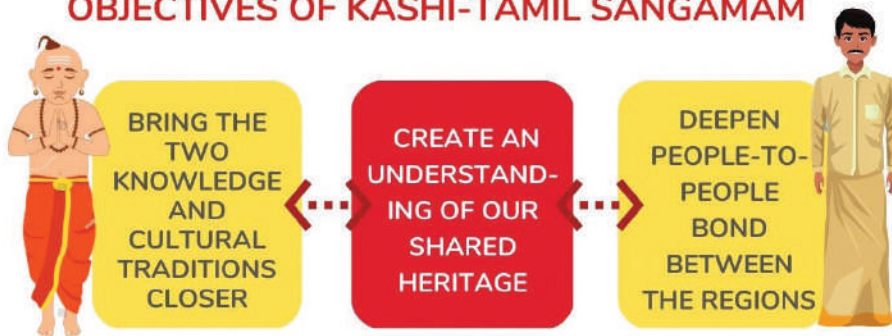 OBJECTIVES OF KASHI-TAMIL SANGAMAM
BRING THE
TWO
KNOWLEDGE
AND
CULTURAL
TRADITIONS
CLOSER
CREATE AN
UNDERSTAND-
ING OF OUR
SHARED
HERITAGE
DEEPEN
PEOPLE-TO-
PEOPLE
BOND
BETWEEN
THE REGIONS